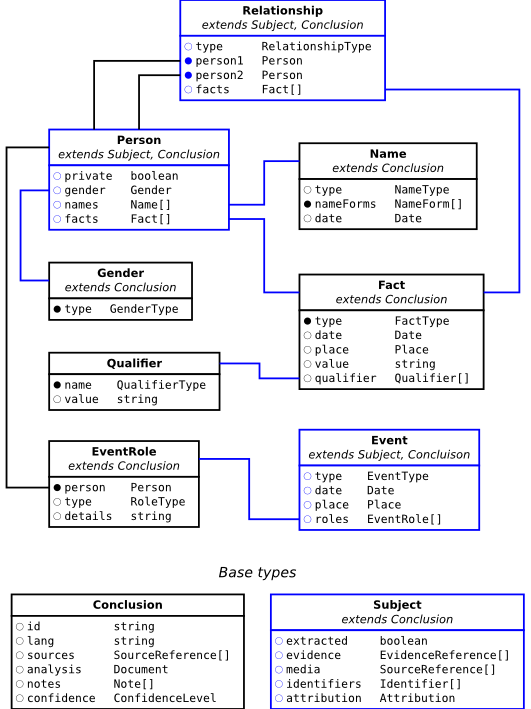 Relationship
extends Subject, Conclusion
type RelationshipType
person1 Person
person2 Person
facts Fact[]
Person
extends Subject, Conclusion
private boolean
gender Gender
names Name[]
facts Fact[]
Name
extends Conclusion
type NameType
nameForms NameForm[]
date Date
Gender
extends Conclusion
type GenderType
Fact
extends Conclusion
type FactType
date Date
place Place
value string
qualifier Qualifier[]
Qualifier
name QualifierType
value string
EventRole
extends Conclusion
person Person
type RoleType
details string
Event
extends Subject, Concluison
type EventType
date Date
place Place
roles EventRole[]
Base types
Conclusion
id string
lang string
sources SourceReference[]
analysis Document
notes Note[]
confidence ConfidenceLevel
Subject
extends Conclusion
extracted boolean
evidence EvidenceReference[]
media SourceReference[]
identifiers Identifier[]
attribution Attribution